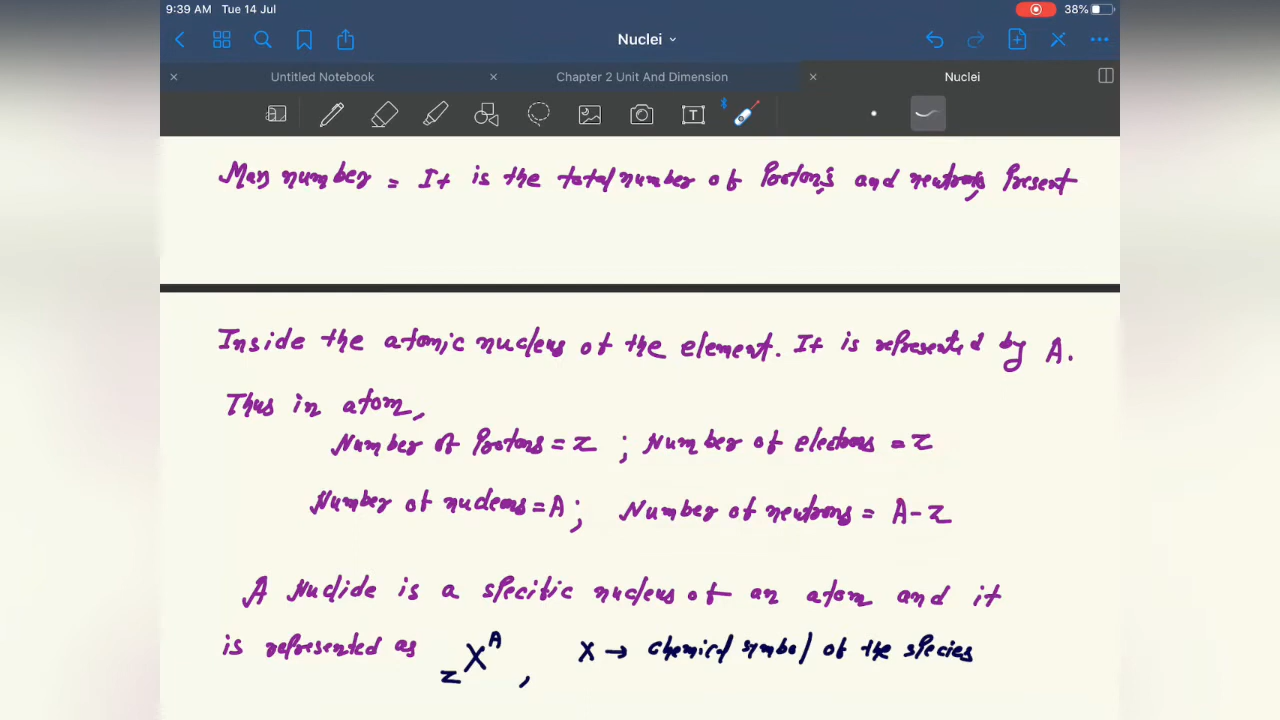 9:39 AM Tue 14 Jul
38%
Nuclei
Untitled Notebook
Chapter 2 Unit And Dimension
Nuclei
T
Mass number = It is the total number of Protons and neutrons Present
Inside the atomic nucleus of the element. It is represented by A.
Thus in atom,
Number of Protons = Z ; Number of electrons = Z
Number of nucleons = A ; Number of neutrons = A - Z
A Nuclide is a specific nucleus of an atom and it
is represented as zX^A , X → chemical symbol of the species